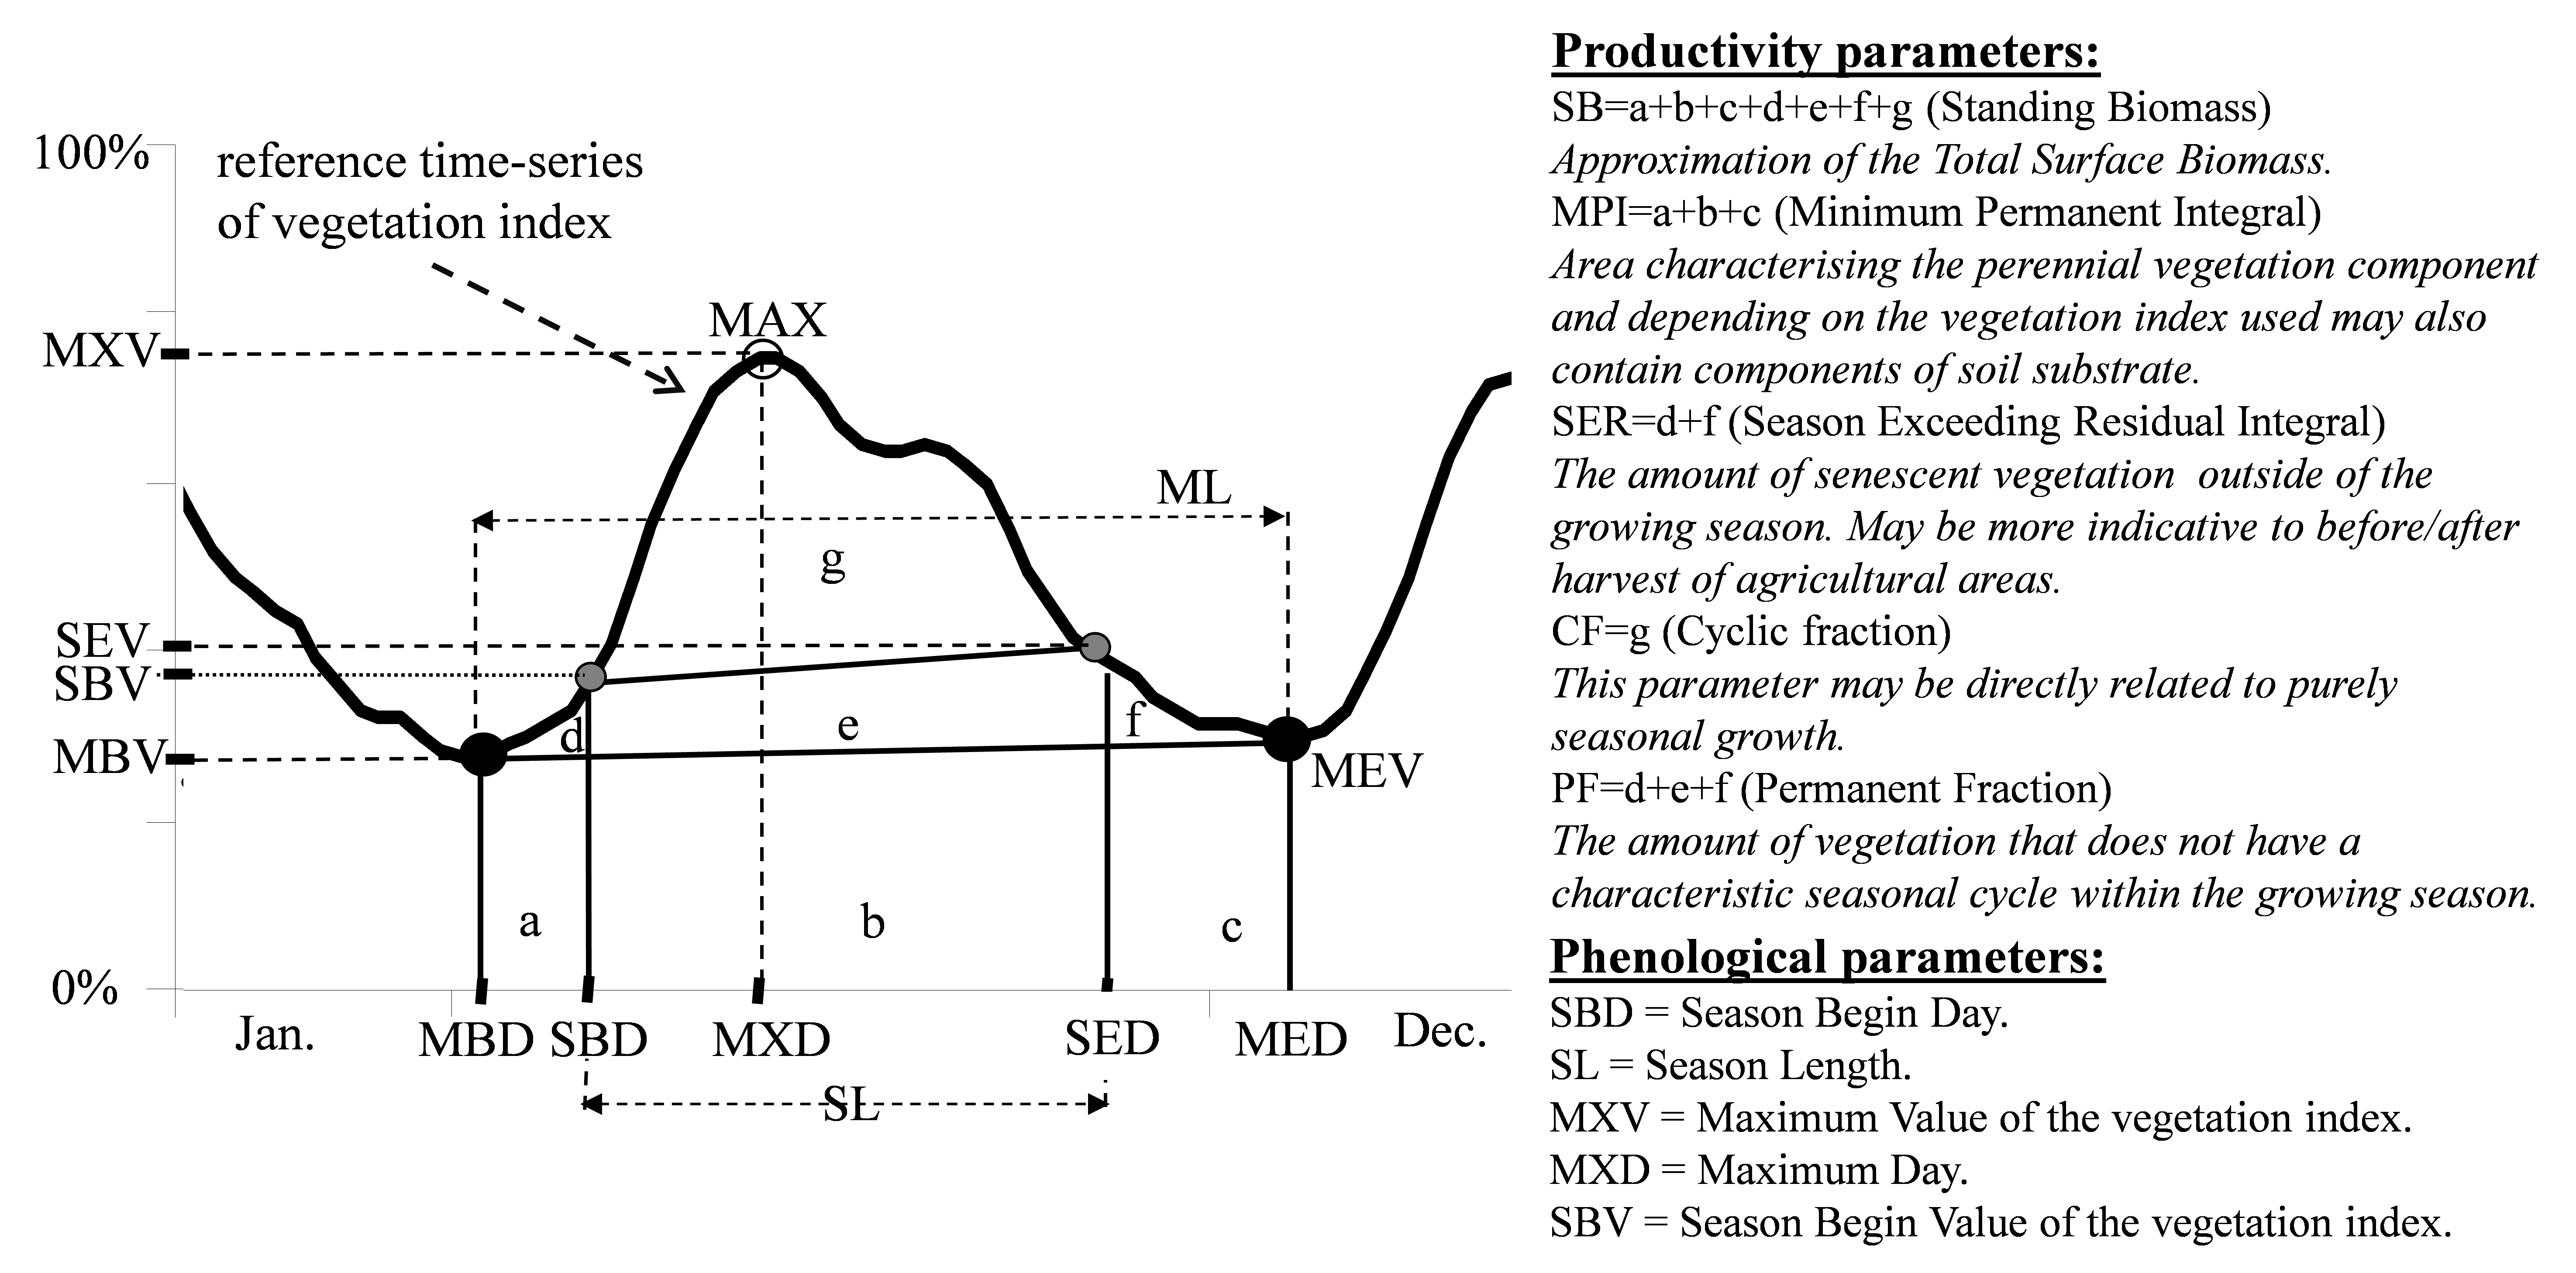 100%
reference time-series
of vegetation index
MAX
MXV
ML
g
SEV
SBV
d
e
f
MBV
MEV
a
b
c
0%
Jan.
MBD
SBD
MXD
SED
MED
Dec.
SL
Productivity parameters:
SB=a+b+c+d+e+f+g (Standing Biomass)
Approximation of the Total Surface Biomass.
MPI=a+b+c (Minimum Permanent Integral)
Area characterising the perennial vegetation component
and depending on the vegetation index used may also
contain components of soil substrate.
SER=d+f (Season Exceeding Residual Integral)
The amount of senescent vegetation  outside of the
growing season. May be more indicative to before/after
harvest of agricultural areas.
CF=g (Cyclic fraction)
This parameter may be directly related to purely
seasonal growth.
PF=d+e+f (Permanent Fraction)
The amount of vegetation that does not have a
characteristic seasonal cycle within the growing season.
Phenological parameters:
SBD = Season Begin Day.
SL = Season Length.
MXV = Maximum Value of the vegetation index.
MXD = Maximum Day.
SBV = Season Begin Value of the vegetation index.